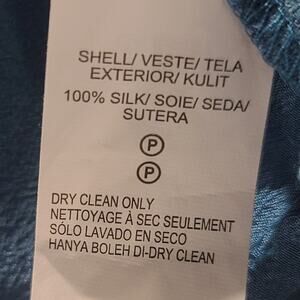 SHELL/ VESTE/ TELA
EXTERIOR/ KULIT
100% SILK/ SOIE/ SEDA/
SUTERA
P
P
DRY CLEAN ONLY
NETTOYAGE À SEC SEULEMENT
SÓLO LAVADO EN SECO
HANYA BOLEH DI-DRY CLEAN